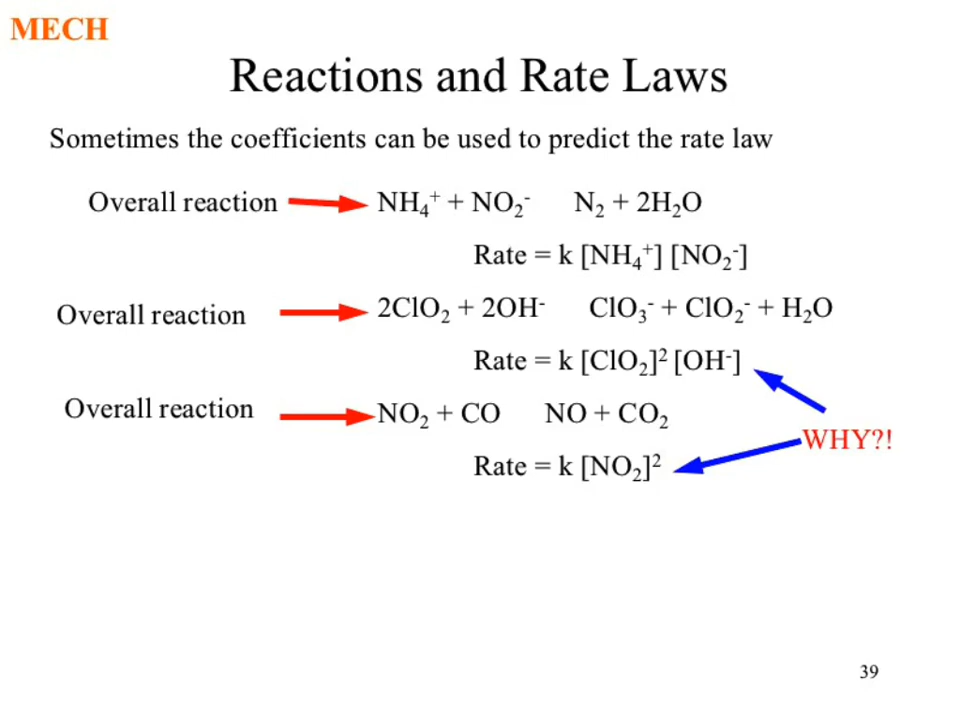 MECH
Reactions and Rate Laws
Sometimes the coefficients can be used to predict the rate law
Overall reaction NH₄⁺ + NO₂⁻ N₂ + 2H₂O
Rate = k [NH₄⁺] [NO₂⁻]
Overall reaction 2ClO₂ + 2OH⁻ ClO₃⁻ + ClO₂⁻ + H₂O
Rate = k [ClO₂]² [OH⁻]
Overall reaction NO₂ + CO NO + CO₂
WHY?!
Rate = k [NO₂]²
39